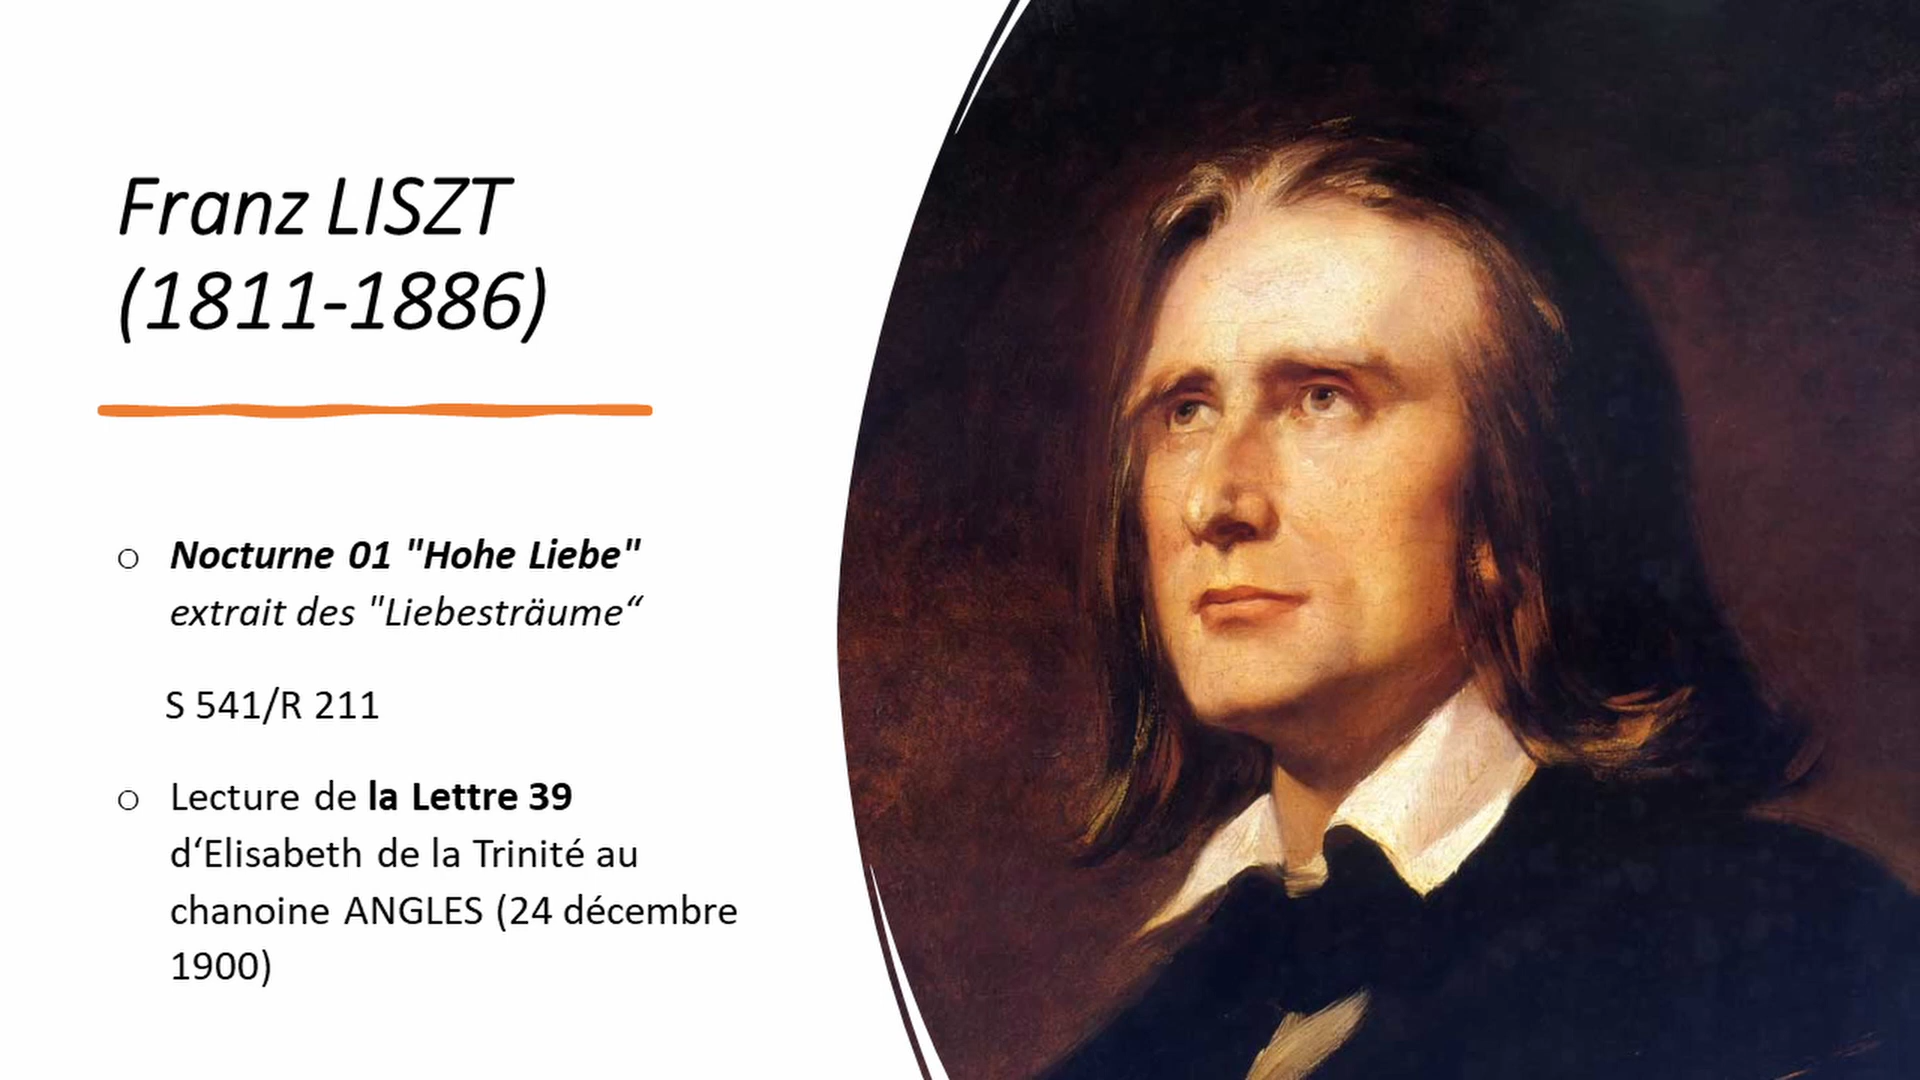 Franz LISZT
(1811-1886)
Nocturne 01 "Hohe Liebe"
extrait des "Liebesträume“
S 541/R 211
Lecture de la Lettre 39
d‘Elisabeth de la Trinité au
chanoine ANGLES (24 décembre
1900)